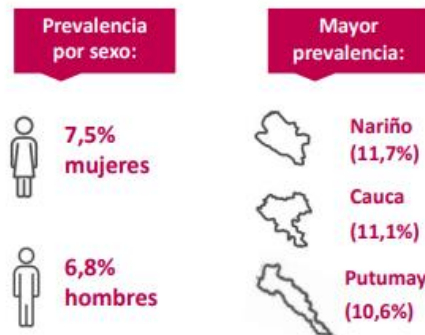 Prevalencia
por sexo:
7,5%
mujeres
6,8%
hombres
Mayor
prevalencia:
Nariño
(11,7%)
Cauca
(11,1%)
Putumay
(10,6%)